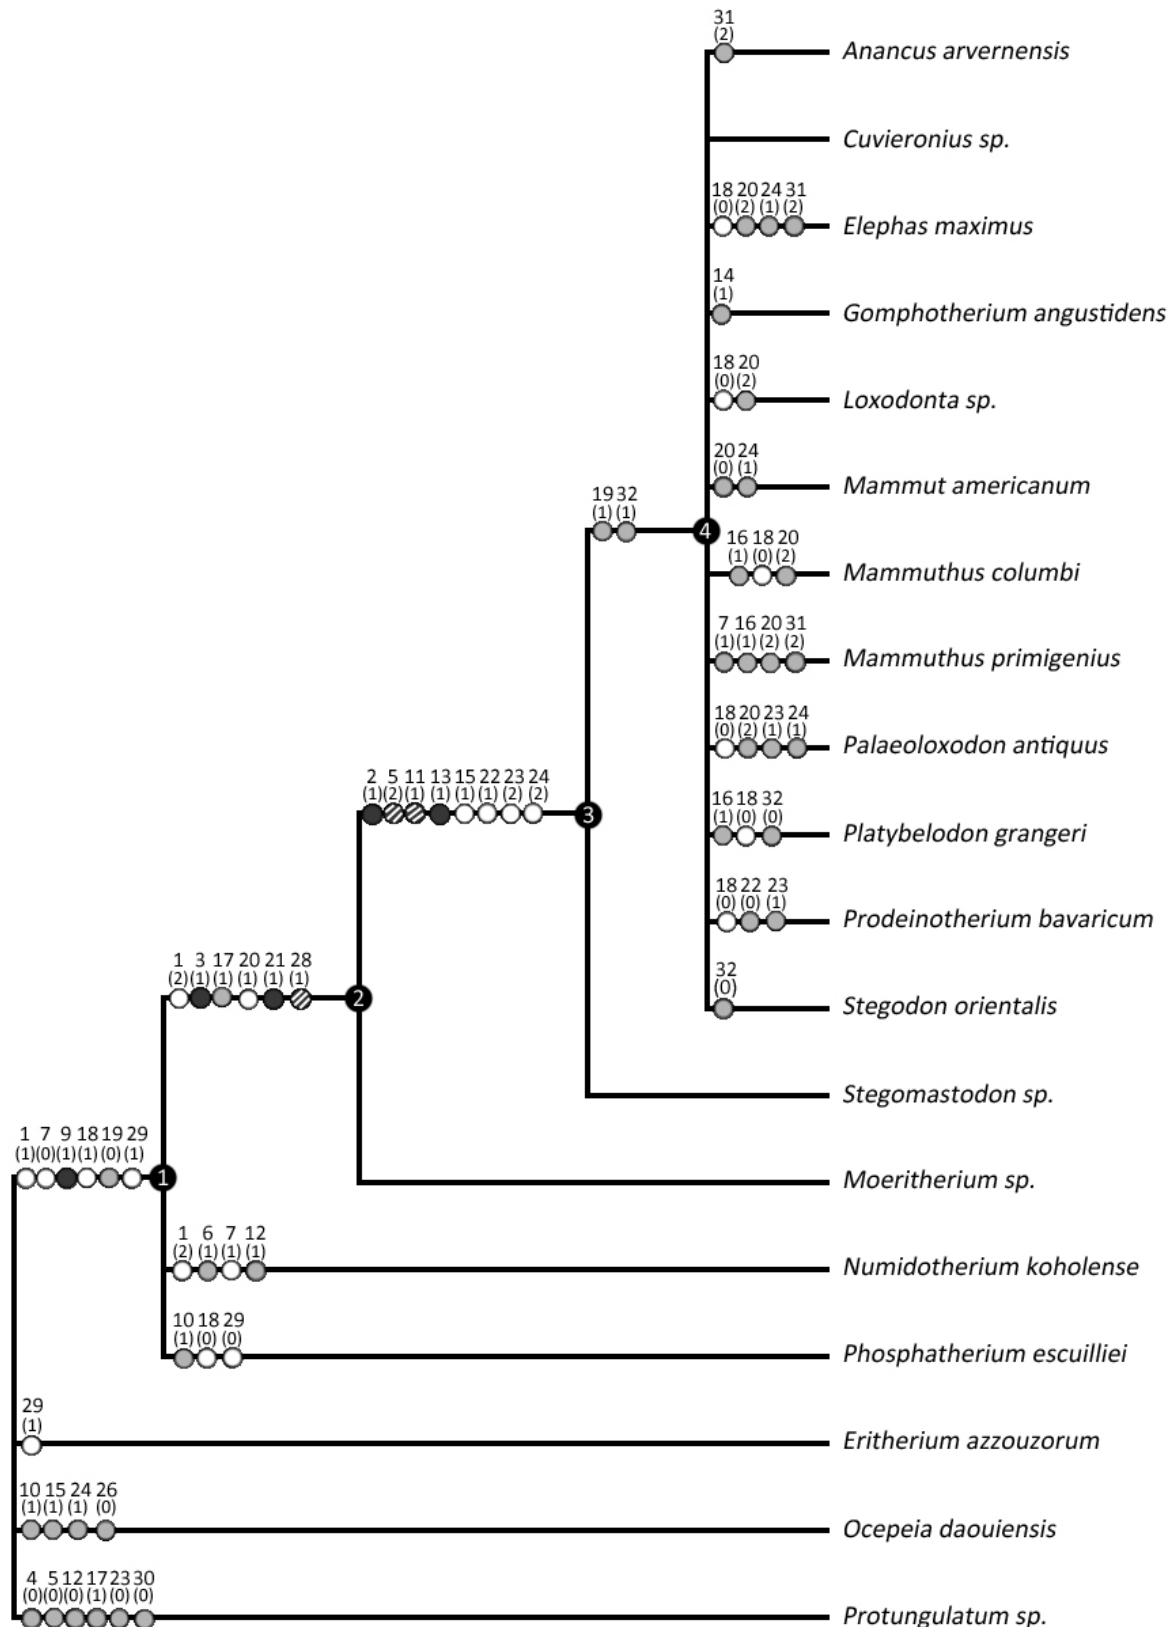 31
(2)
Anancus arvernensis
Cuvieronius sp.
18 20 24 31
(0) (2) (1) (2)
Elephas maximus
14
(1)
Gomphotherium angustidens
18 20
(0) (2)
Loxodonta sp.
20 24
(0) (1)
Mammut americanum
19 32
(1) (1)
4
16 18 20
(1) (0) (2)
Mammuthus columbi
7 16 20 31
(1) (1) (2) (2)
Mammuthus primigenius
18 20 23 24
(0) (2) (1) (1)
Palaeoloxodon antiquus
2 5 11 13 15 22 23 24
(1) (2) (1) (1) (1) (1) (2) (2)
3
16 18 32
(1) (0) (0)
Platybelodon grangeri
18 22 23
(0) (0) (1)
Prodeinotherium bavaricum
1 3 17 20 21 28
(2) (1) (1) (1) (1) (1)
2
32
(0)
Stegodon orientalis
Stegomastodon sp.
1 7 9 18 19 29
(1) (0) (1) (1) (0) (1)
1
Moeritherium sp.
1 6 7 12
(2) (1) (1) (1)
Numidotherium koholense
10 18 29
(1) (0) (0)
Phosphatherium escuilliei
29
(1)
Eritherium azzouzorum
10 15 24 26
(1) (1) (1) (0)
Ocepeia daouiensis
4 5 12 17 23 30
(0) (0) (0) (1) (0) (0)
Protungulatum sp.